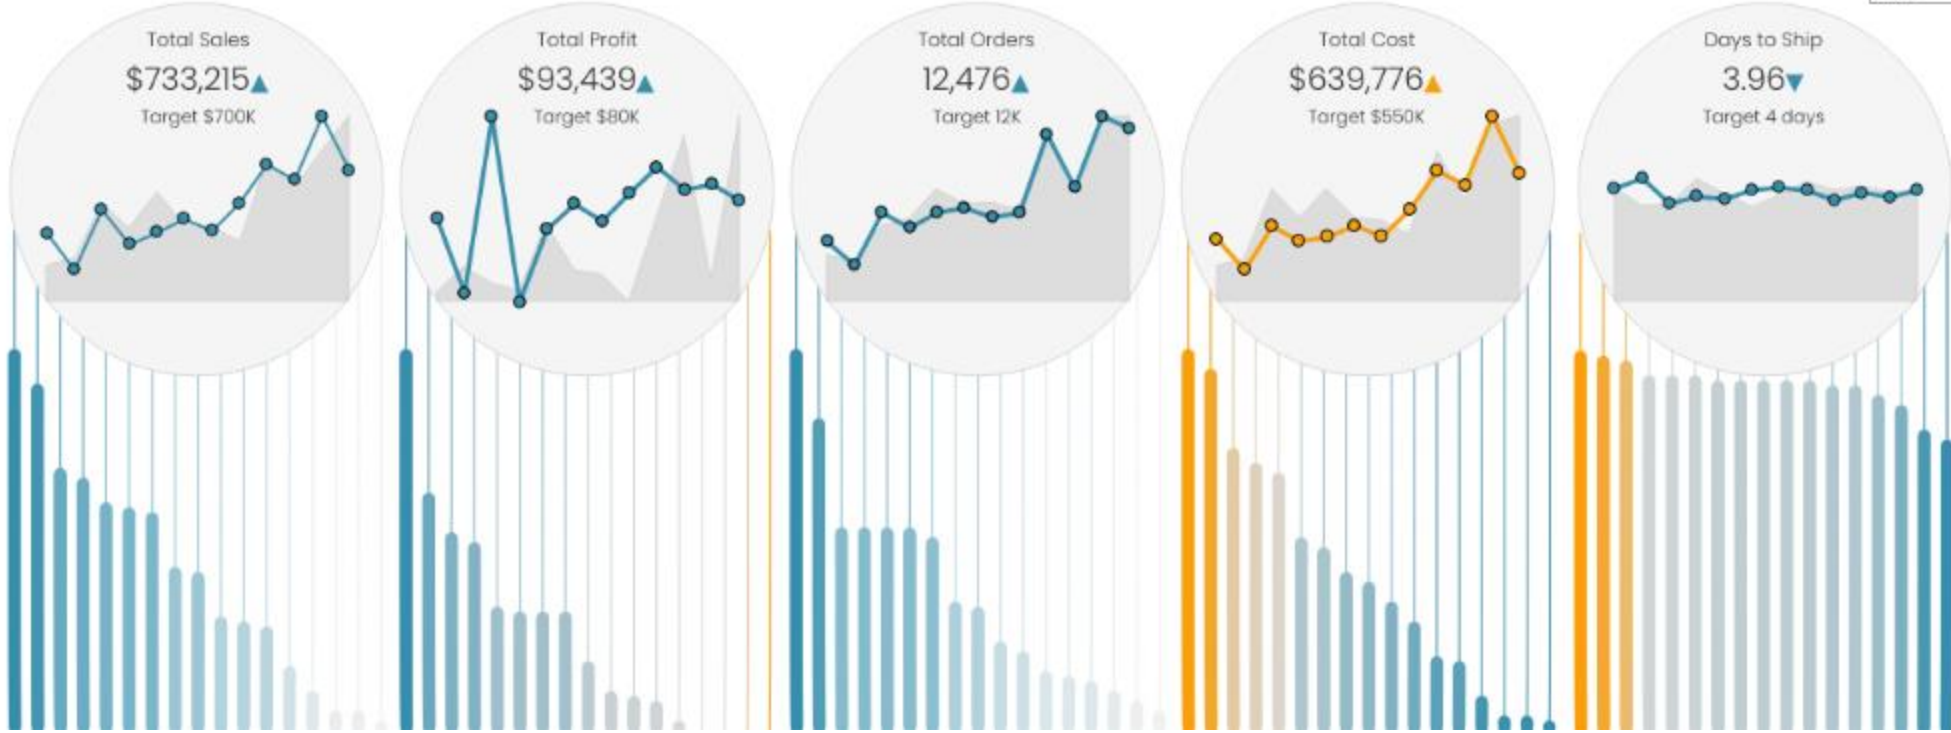 Total Sales
$733,215▲
Target $700K
Total Profit
$93,439▲
Target $80K
Total Orders
12,476▲
Target 12K
Total Cost
$639,776▲
Target $550K
Days to Ship
3.96▼
Target 4 days